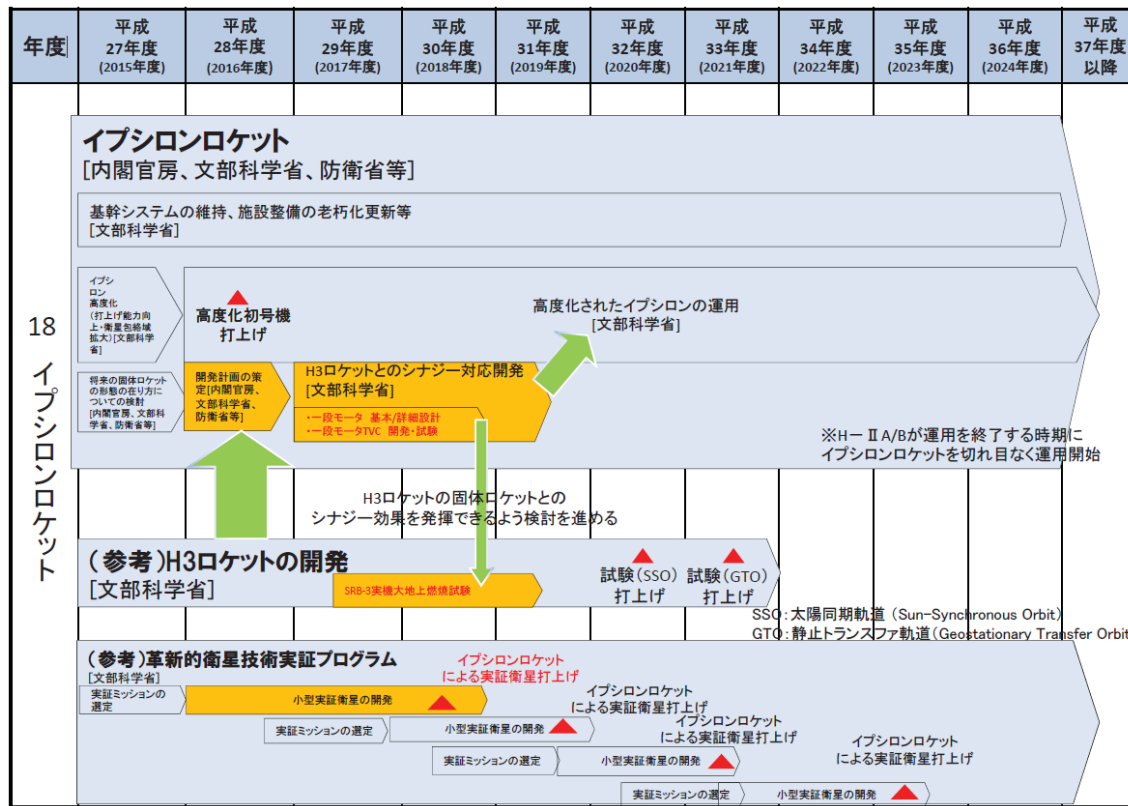 年度
平成
27年度
(2015年度)
平成
28年度
(2016年度)
平成
29年度
(2017年度)
平成
30年度
(2018年度)
平成
31年度
(2019年度)
平成
32年度
(2020年度)
平成
33年度
(2021年度)
平成
34年度
(2022年度)
平成
35年度
(2023年度)
平成
36年度
(2024年度)
平成
37年度
以降
18 イプシロンロケット
イプシロンロケット
[内閣官房、文部科学省、防衛省等]
基幹システムの維持、施設整備の老朽化更新等
[文部科学省]
イプシ
ロン
高度化
(打上げ能力向
上・衛星包絡域
拡大)[文部科学
省]
高度化初号機
打上げ
高度化されたイプシロンの運用
[文部科学省]
将来の固体ロケット
の形態の在り方に
ついての検討
[内閣官房、文部科
学省、防衛省等]
開発計画の策
定[内閣官房、
文部科学省、
防衛省等]
H3ロケットとのシナジー対応開発
[文部科学省]
・一段モータ 基本/詳細設計
・一段モータTVC 開発・試験
※H-ⅡA/Bが運用を終了する時期に
イプシロンロケットを切れ目なく運用開始
H3ロケットの固体ロケットとの
シナジー効果を発揮できるよう検討を進める
(参考)H3ロケットの開発
[文部科学省]
SRB-3実機大地上燃焼試験
試験(SSO)
打上げ
試験(GTO)
打上げ
SSO:太陽同期軌道 (Sun-Synchronous Orbit)
GTO:静止トランスファ軌道(Geostationary Transfer Orbit
(参考)革新的衛星技術実証プログラム
[文部科学省]
実証ミッションの
選定
小型実証衛星の開発
イプシロンロケット
による実証衛星打上げ
実証ミッションの選定
小型実証衛星の開発
イプシロンロケット
による実証衛星打上げ
実証ミッションの選定
小型実証衛星の開発
イプシロンロケット
による実証衛星打上げ
実証ミッションの選定
小型実証衛星の開発
イプシロンロケット
による実証衛星打上げ